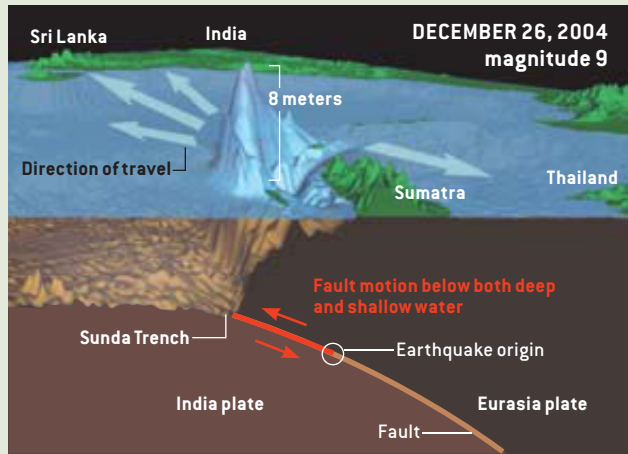 DECEMBER 26, 2004
magnitude 9
Sri Lanka
India
8 meters
Direction of travel
Sumatra
Thailand
Fault motion below both deep
and shallow water
Sunda Trench
Earthquake origin
India plate
Eurasia plate
Fault